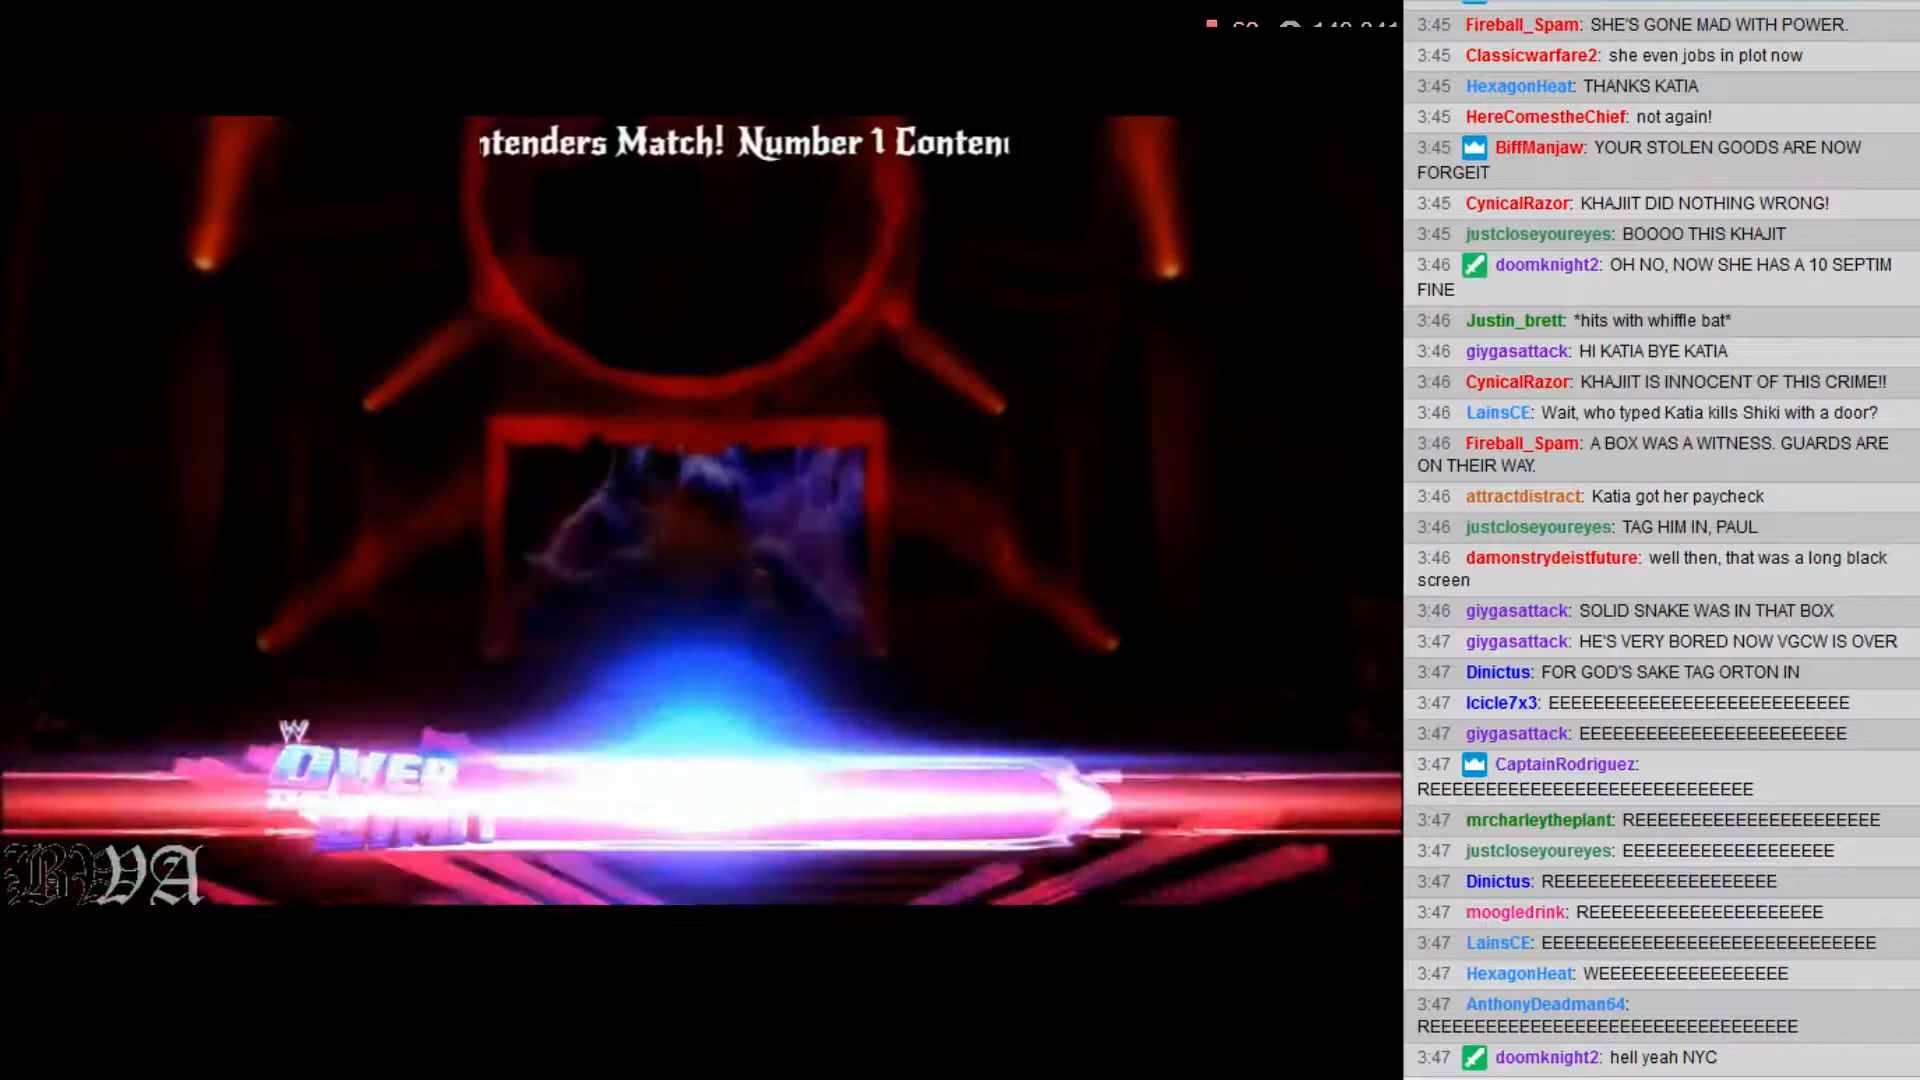 ntenders Match! Number 1 Conten
W
OVER
LIMIT
3:45 Fireball_Spam: SHE'S GONE MAD WITH POWER.
3:45 Classicwarfare2: she even jobs in plot now
3:45 HexagonHeat: THANKS KATIA
3:45 HereComestheChief: not again!
3:45 BiffManjaw: YOUR STOLEN GOODS ARE NOW
FORGEIT
3:45 CynicalRazor: KHAJIIT DID NOTHING WRONG!
3:45 justcloseyoureyes: BOOOO THIS KHAJIT
3:46 doomknight2: OH NO, NOW SHE HAS A 10 SEPTIM
FINE
3:46 Justin_brett: *hits with whiffle bat*
3:46 giygasattack: HI KATIA BYE KATIA
3:46 CynicalRazor: KHAJIIT IS INNOCENT OF THIS CRIME!!
3:46 LainsCE: Wait, who typed Katia kills Shiki with a door?
3:46 Fireball_Spam: A BOX WAS A WITNESS. GUARDS ARE
ON THEIR WAY.
3:46 attractdistract: Katia got her paycheck
3:46 justcloseyoureyes: TAG HIM IN, PAUL
3:46 damonstrydeistfuture: well then, that was a long black
screen
3:46 giygasattack: SOLID SNAKE WAS IN THAT BOX
3:47 giygasattack: HE'S VERY BORED NOW VGCW IS OVER
3:47 Dinictus: FOR GOD'S SAKE TAG ORTON IN
3:47 Icicle7x3: EEEEEEEEEEEEEEEEEEEEEEEEEEE
3:47 giygasattack: EEEEEEEEEEEEEEEEEEEEEEEE
3:47 CaptainRodriguez:
REEEEEEEEEEEEEEEEEEEEEEEEEEEEE
3:47 mrcharleytheplant: REEEEEEEEEEEEEEEEEEEEEE
3:47 justcloseyoureyes: EEEEEEEEEEEEEEEEEEE
3:47 Dinictus: REEEEEEEEEEEEEEEEEEEE
3:47 moogledrink: REEEEEEEEEEEEEEEEEEEEE
3:47 LainsCE: EEEEEEEEEEEEEEEEEEEEEEEEEEEEEE
3:47 HexagonHeat: WEEEEEEEEEEEEEEEEE
3:47 AnthonyDeadman64:
REEEEEEEEEEEEEEEEEEEEEEEEEEEEEEEEE
3:47 doomknight2: hell yeah NYC